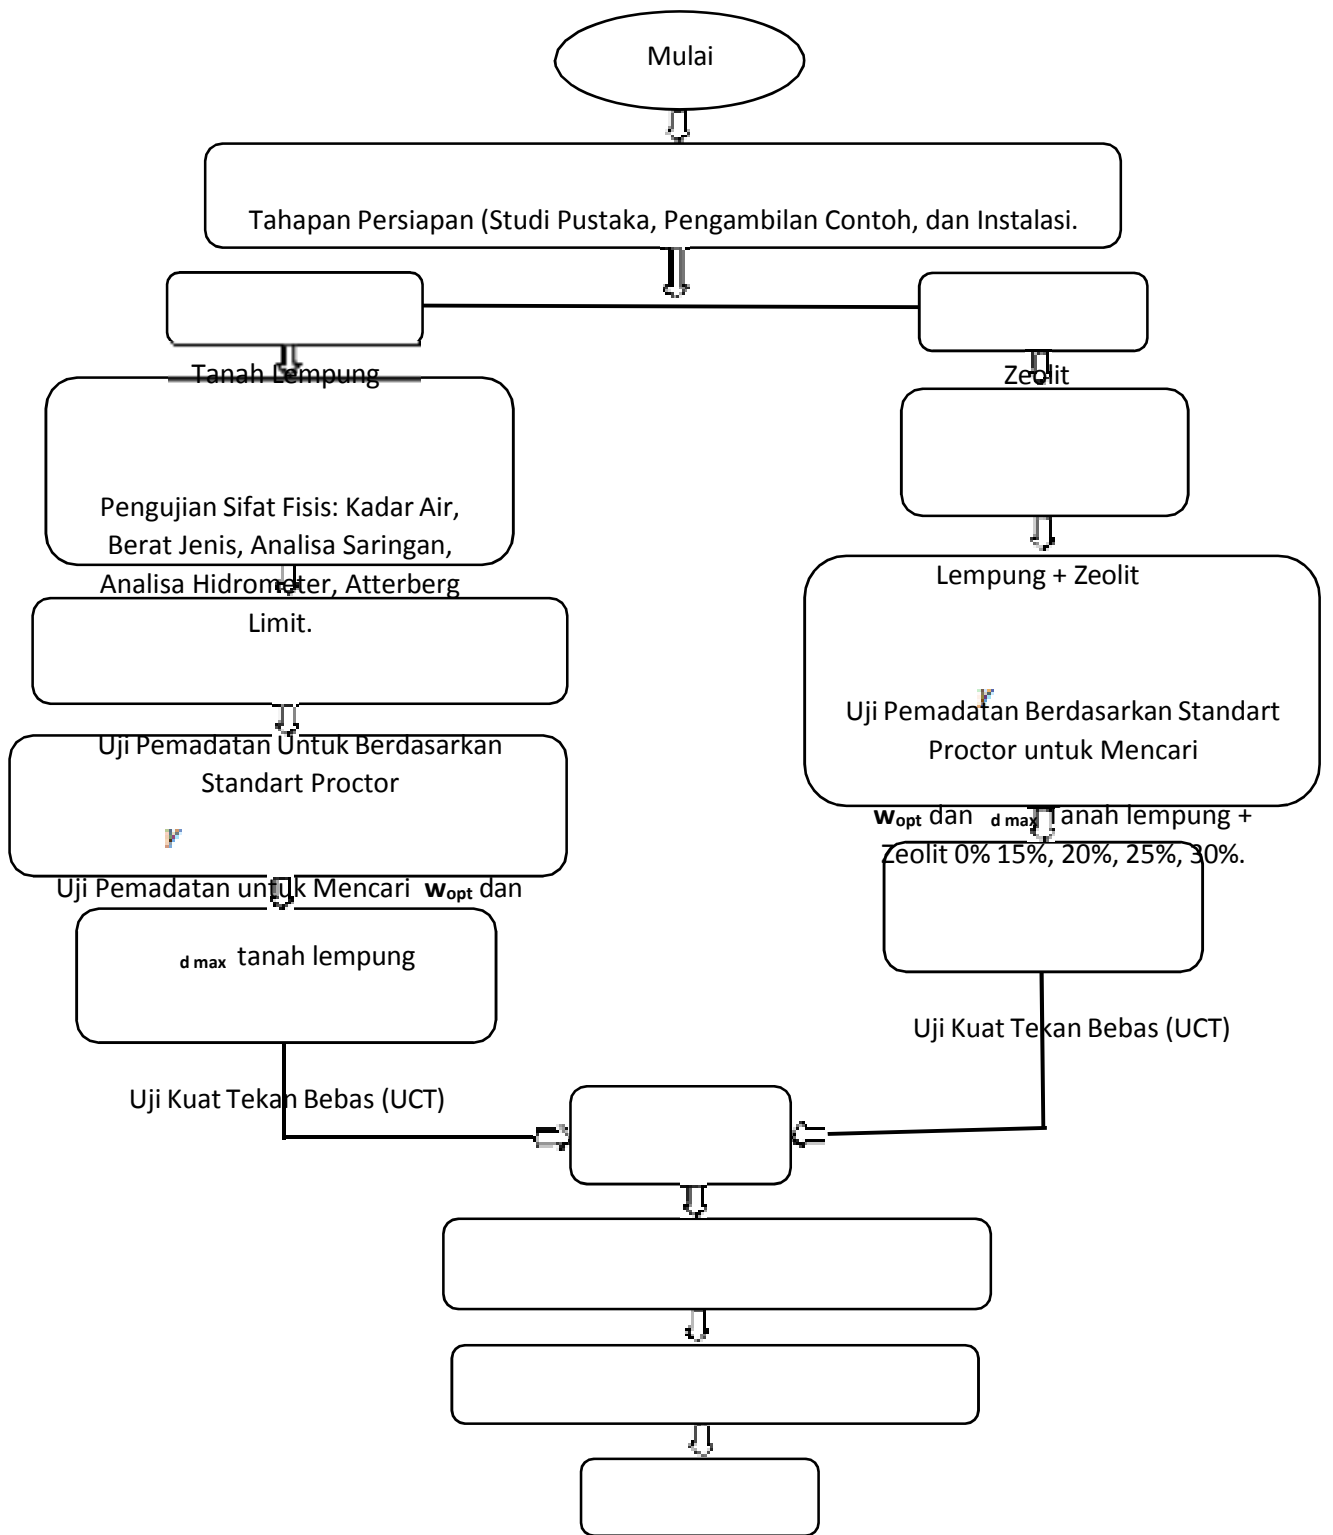 Mulai
Tahapan Persiapan (Studi Pustaka, Pengambilan Contoh, dan Instalasi.
Tanah Lempung
Pengujian Sifat Fisis: Kadar Air,
Berat Jenis, Analisa Saringan,
Analisa Hidrometer, Atterberg
Limit.
Uji Pemadatan Untuk Berdasarkan
Standart Proctor
γ
Uji Pemadatan untuk Mencari wopt dan
d max tanah lempung
Uji Kuat Tekan Bebas (UCT)
Zeolit
Lempung + Zeolit
γ
Uji Pemadatan Berdasarkan Standart
Proctor untuk Mencari
wopt dan d max Tanah lempung +
Zeolit 0% 15%, 20%, 25%, 30%.
Uji Kuat Tekan Bebas (UCT)